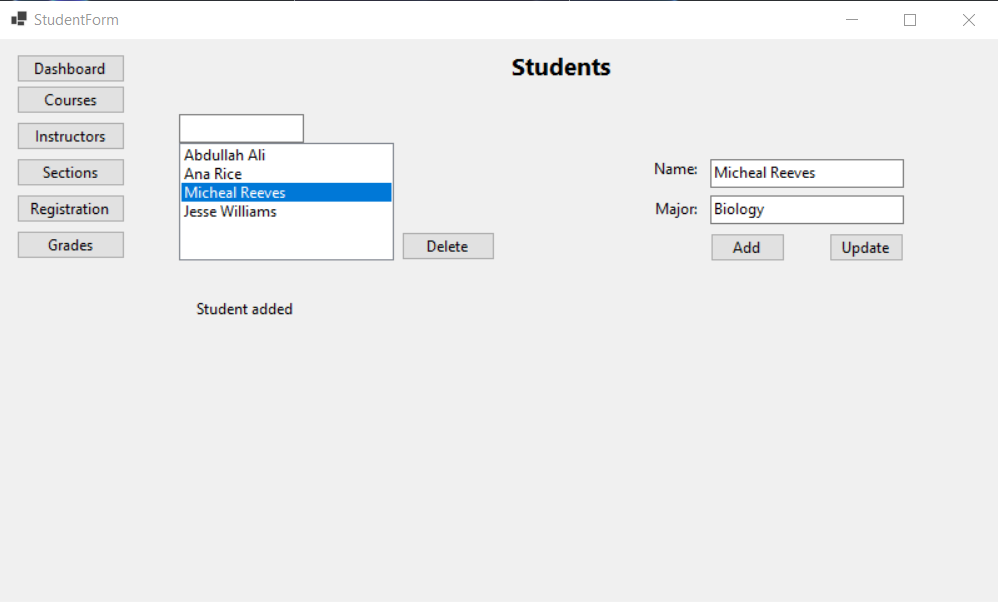 StudentForm
Students
Dashboard
Courses
Instructors
Sections
Registration
Grades
Abdullah Ali
Ana Rice
Micheal Reeves
Jesse Williams
Delete
Name: Micheal Reeves
Major: Biology
Add Update
Student added